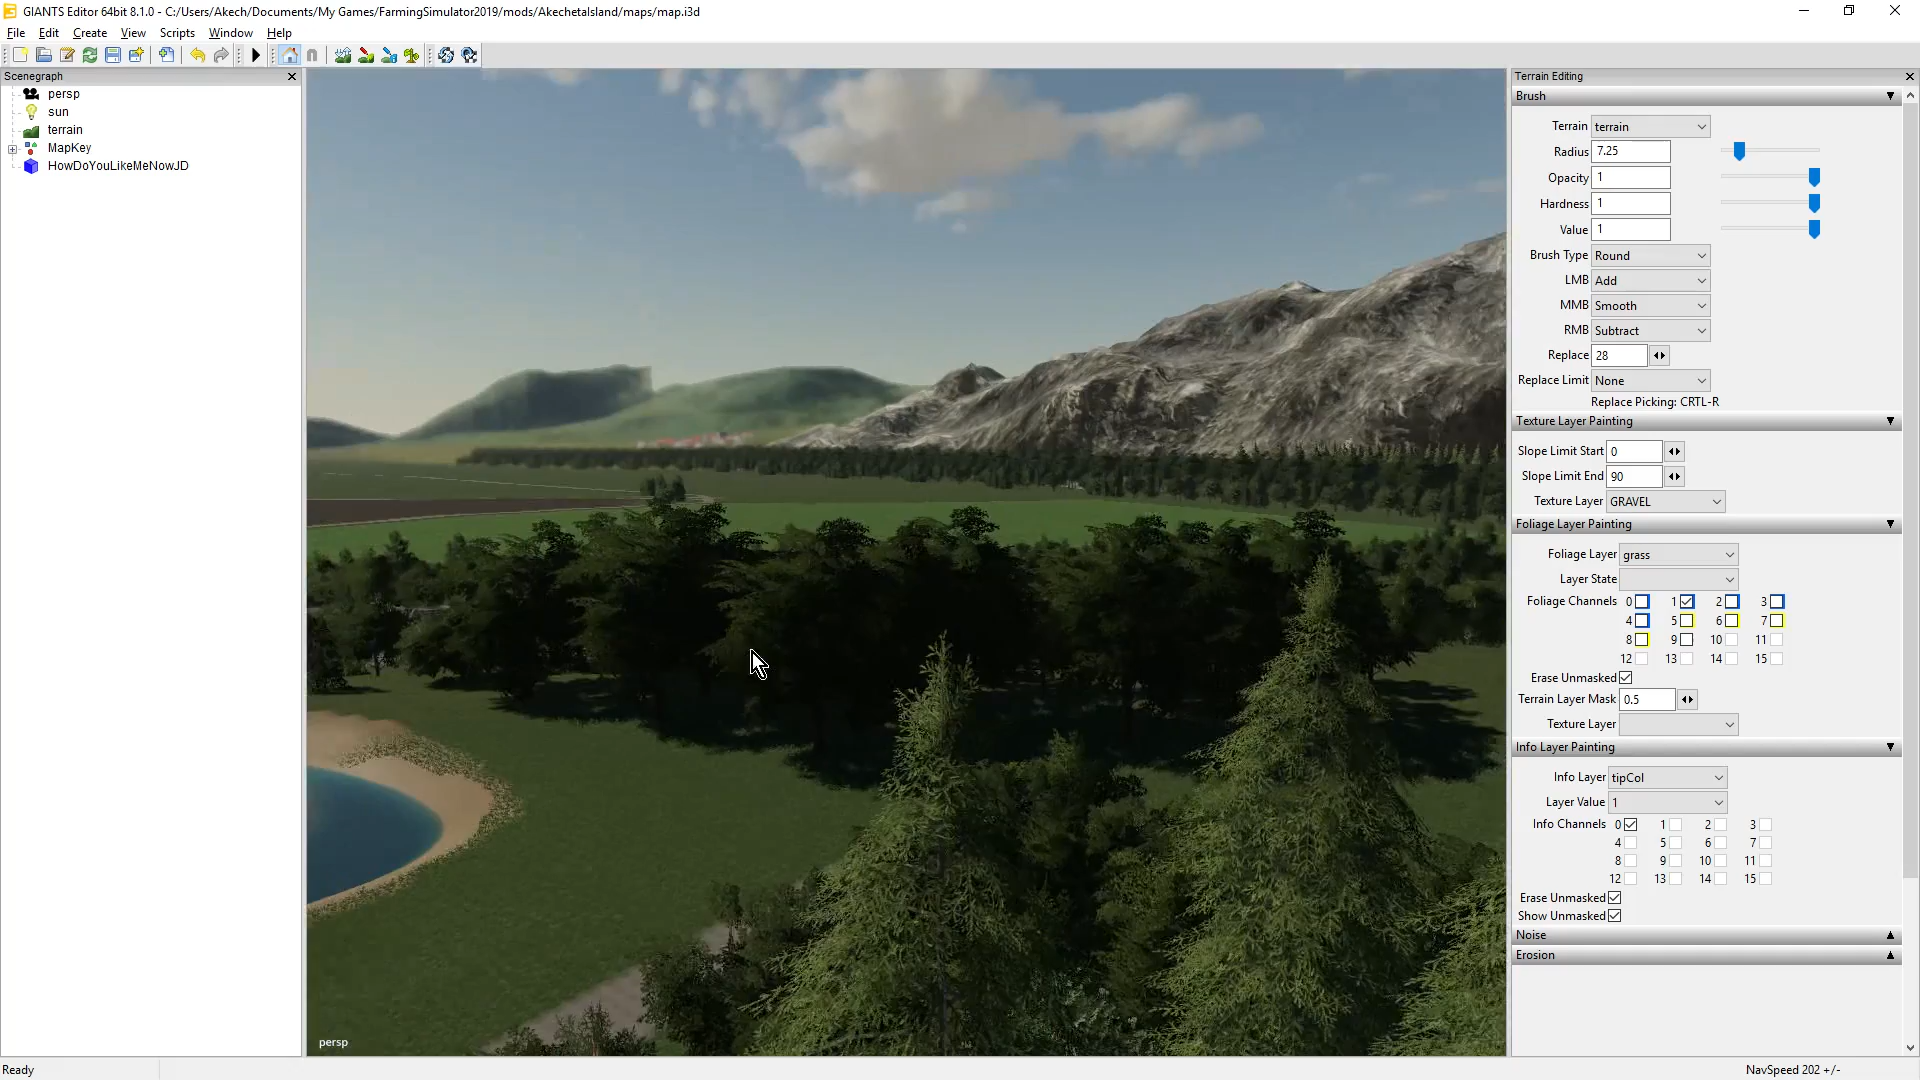 GIANTS Editor 64bit 8.1.0 - C:/Users/Akech/Documents/My Games/FarmingSimulator2019/mods/AkechetaIsland/maps/map.i3d
File Edit Create View Scripts Window Help
Scenegraph
persp
sun
terrain
MapKey
HowDoYouLikeMeNowJD
persp
Terrain Editing
Brush
Terrain terrain
Radius 7.25
Opacity 1
Hardness 1
Value 1
Brush Type Round
LMB Add
MMB Smooth
RMB Subtract
Replace 28
Replace Limit None
Replace Picking: CRTL-R
Texture Layer Painting
Slope Limit Start 0
Slope Limit End 90
Texture Layer GRAVEL
Foliage Layer Painting
Foliage Layer grass
Layer State
Foliage Channels 0 1 2 3
4 5 6 7
8 9 10 11
12 13 14 15
Erase Unmasked
Terrain Layer Mask 0.5
Texture Layer
Info Layer Painting
Info Layer tipCol
Layer Value 1
Info Channels 0 1 2 3
4 5 6 7
8 9 10 11
12 13 14 15
Erase Unmasked
Show Unmasked
Noise
Erosion
Ready
NavSpeed 202 +/-